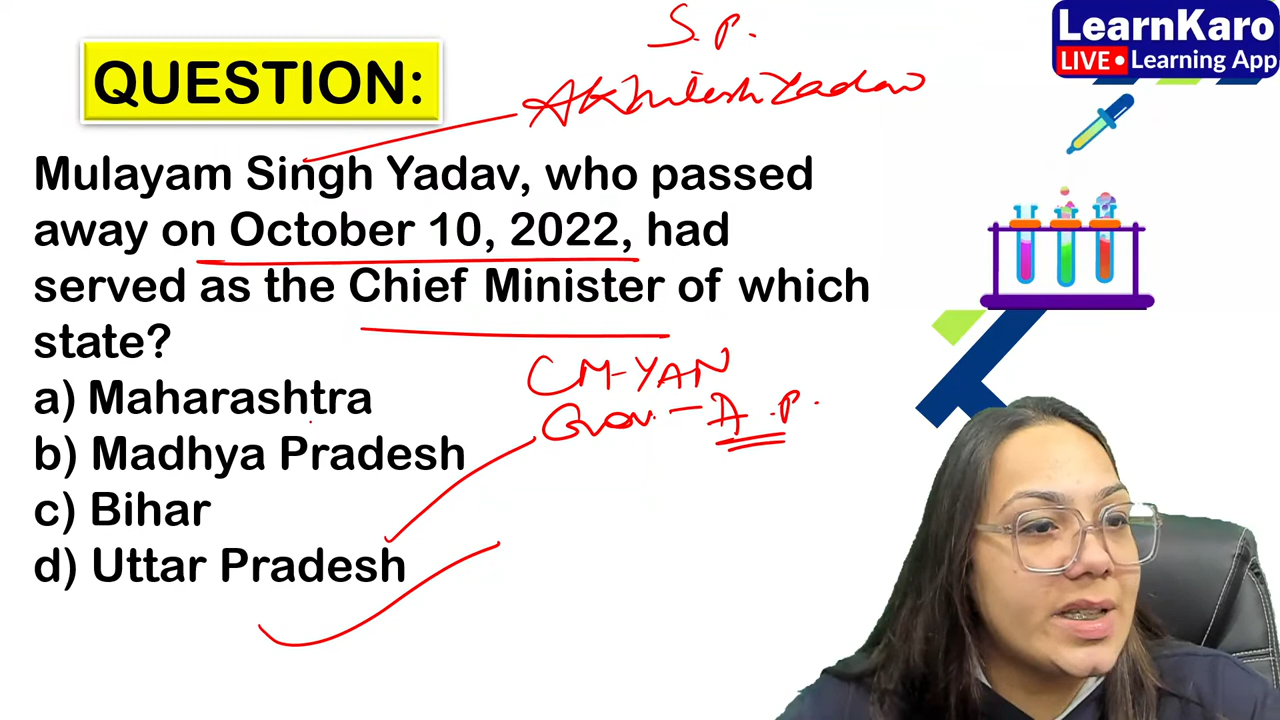 S.P.
LearnKaro
LIVE • Learning App
QUESTION:
Akhilesh Yadav
Mulayam Singh Yadav, who passed
away on October 10, 2022, had
served as the Chief Minister of which
state?
CM-YAN
a) Maharashtra
Gov. - A.P.
b) Madhya Pradesh
c) Bihar
d) Uttar Pradesh